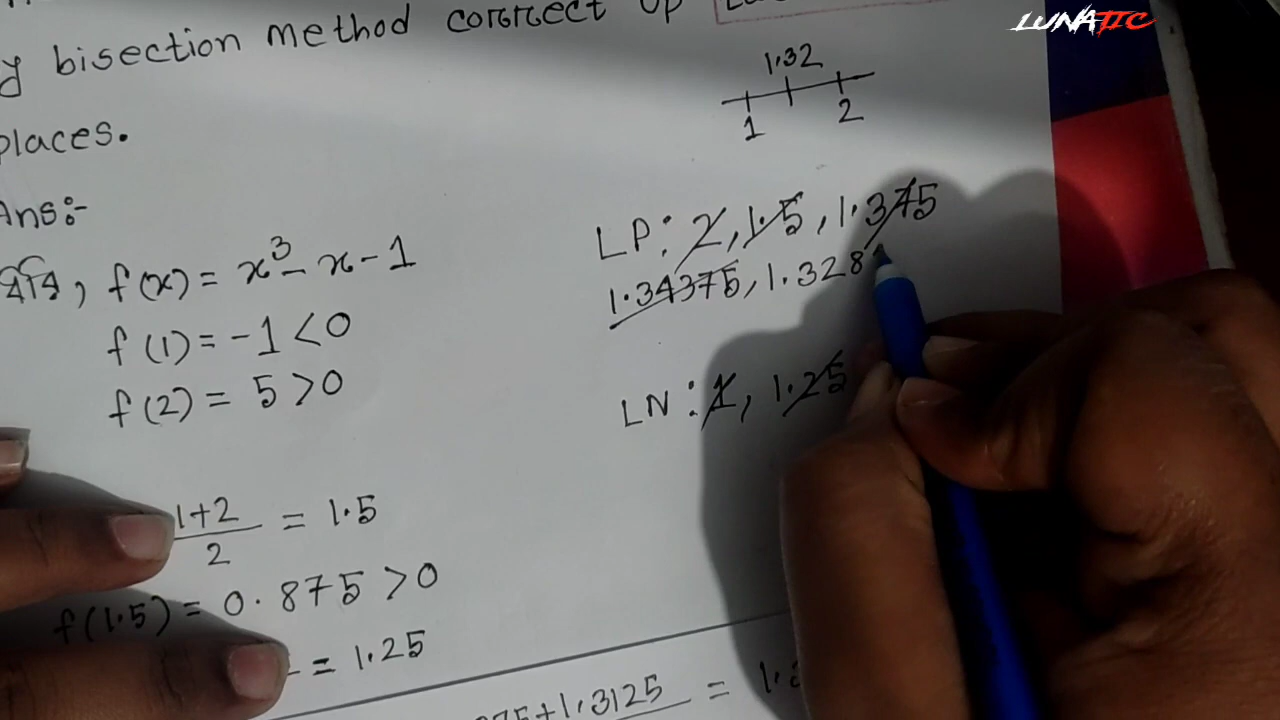 LUNATIC
bisection method correct up
places.
1.32
1 2
Ans:-
ধরি, f(x) = x³ - x - 1
f(1) = -1 < 0
f(2) = 5 > 0
LP: 2, 1.5, 1.375
1.34375, 1.328
LN: 1, 1.25
1+2
2
= 1.5
f(1.5) = 0.875 > 0
= 1.25
+1.3125 =